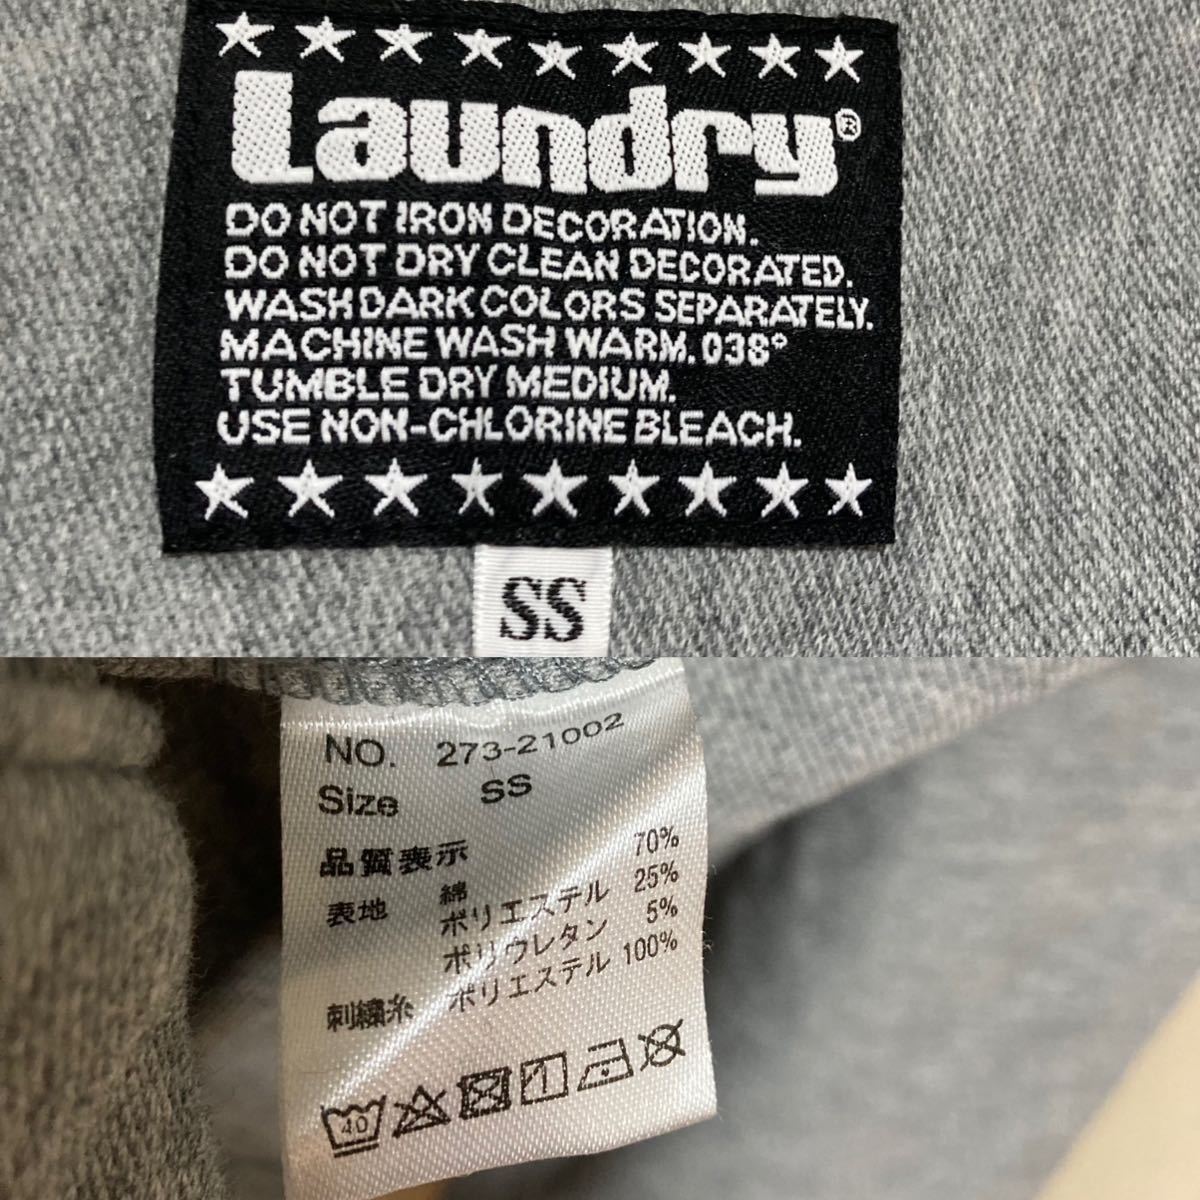 Laundry®
DO NOT IRON DECORATION.
DO NOT DRY CLEAN DECORATED.
WASH DARK COLORS SEPARATELY.
MACHINE WASH WARM. 038°
TUMBLE DRY MEDIUM.
USE NON-CHLORINE BLEACH.
SS
NO. 273-21002
Size SS
品質表示
表地 綿 70%
ポリエステル 25%
ポリウレタン 5%
刺繍糸 ポリエステル 100%
40